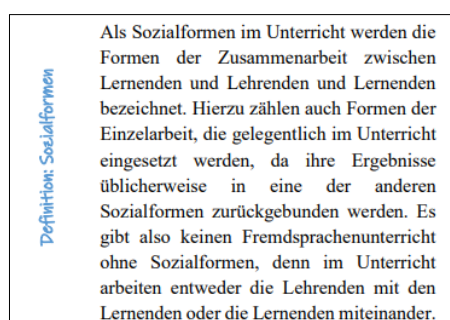 Definition: Sozialformen
Als Sozialformen im Unterricht werden die
Formen der Zusammenarbeit zwischen
Lernenden und Lehrenden und Lernenden
bezeichnet. Hierzu zählen auch Formen der
Einzelarbeit, die gelegentlich im Unterricht
eingesetzt werden, da ihre Ergebnisse
üblicherweise in eine der anderen
Sozialformen zurückgebunden werden. Es
gibt also keinen Fremdsprachenunterricht
ohne Sozialformen, denn im Unterricht
arbeiten entweder die Lehrenden mit den
Lernenden oder die Lernenden miteinander.